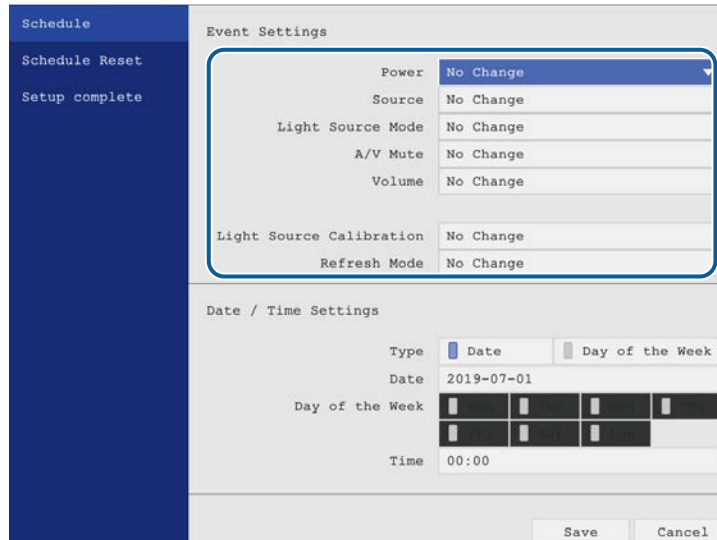 Schedule
Schedule Reset
Setup complete
Event Settings
Power No Change
Source No Change
Light Source Mode No Change
A/V Mute No Change
Volume No Change
Light Source Calibration No Change
Refresh Mode No Change
Date / Time Settings
Type Date Day of the Week
Date 2019-07-01
Day of the Week
Time 00:00
Save Cancel